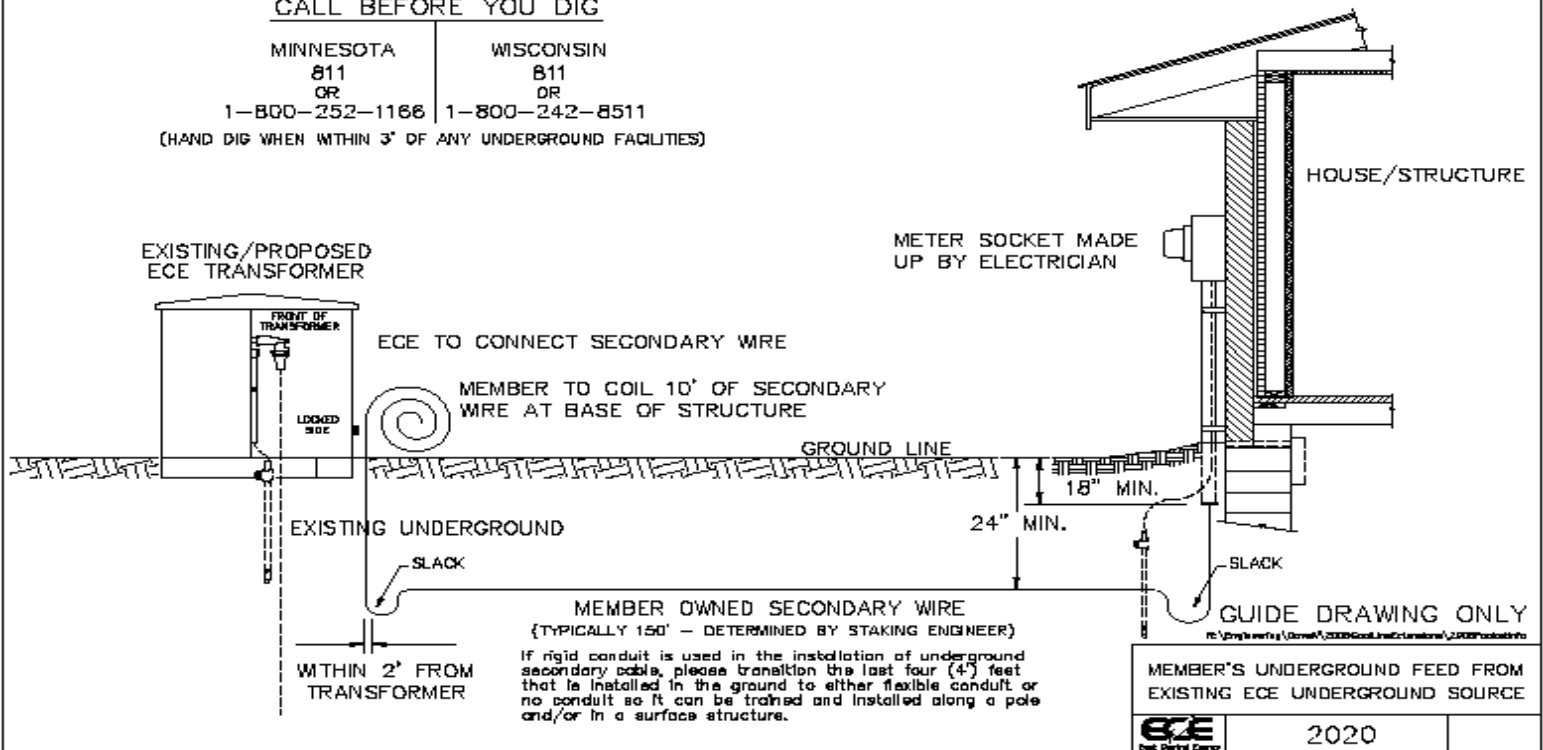 CALL BEFORE YOU DIG
MINNESOTA
811
OR
1-800-252-1166
WISCONSIN
811
OR
1-800-242-8511
(HAND DIG WHEN WITHIN 3' OF ANY UNDERGROUND FACILITIES)
HOUSE/STRUCTURE
METER SOCKET MADE
UP BY ELECTRICIAN
EXISTING/PROPOSED
ECE TRANSFORMER
FRONT OF
TRANSFORMER
ECE TO CONNECT SECONDARY WIRE
MEMBER TO COIL 10' OF SECONDARY
WIRE AT BASE OF STRUCTURE
LOCKED
SIDE
GROUND LINE
18" MIN.
24" MIN.
EXISTING UNDERGROUND
SLACK
SLACK
MEMBER OWNED SECONDARY WIRE
(TYPICALLY 150' – DETERMINED BY STAKING ENGINEER)
GUIDE DRAWING ONLY
WITHIN 2' FROM
TRANSFORMER
If rigid conduit is used in the installation of underground
secondary cable, please transition the last four (4') feet
that is installed in the ground to either flexible conduit or
no conduit so it can be trained and installed along a pole
and/or in a surface structure.
MEMBER'S UNDERGROUND FEED FROM
EXISTING ECE UNDERGROUND SOURCE
ECE
2020